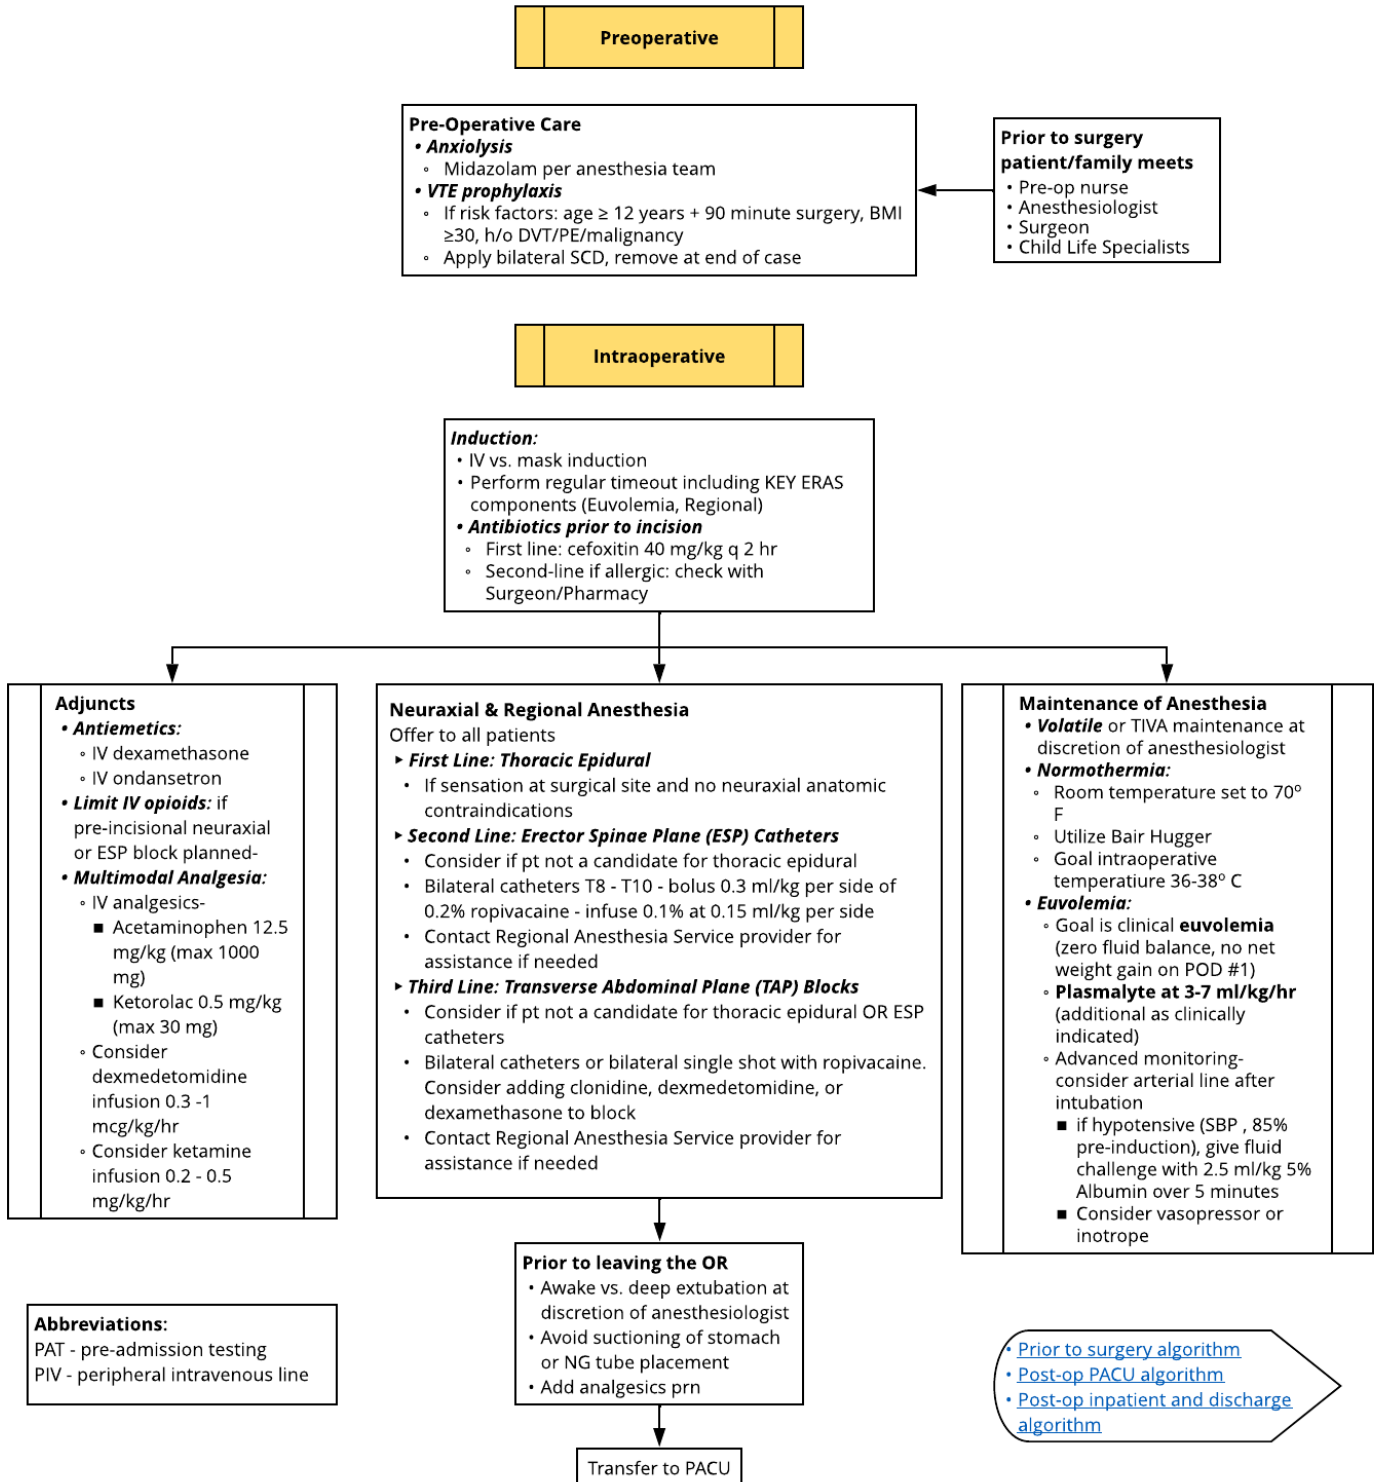 Preoperative
Pre-Operative Care
• Anxiolysis
◦ Midazolam per anesthesia team
• VTE prophylaxis
◦ If risk factors: age ≥ 12 years + 90 minute surgery, BMI
≥30, h/o DVT/PE/malignancy
◦ Apply bilateral SCD, remove at end of case
Prior to surgery
patient/family meets
• Pre-op nurse
• Anesthesiologist
• Surgeon
• Child Life Specialists
Intraoperative
Induction:
• IV vs. mask induction
• Perform regular timeout including KEY ERAS
components (Euvolemia, Regional)
• Antibiotics prior to incision
◦ First line: cefoxitin 40 mg/kg q 2 hr
◦ Second-line if allergic: check with
Surgeon/Pharmacy
Adjuncts
• Antiemetics:
◦ IV dexamethasone
◦ IV ondansetron
• Limit IV opioids: if
pre-incisional neuraxial
or ESP block planned-
• Multimodal Analgesia:
◦ IV analgesics-
■ Acetaminophen 12.5
mg/kg (max 1000
mg)
■ Ketorolac 0.5 mg/kg
(max 30 mg)
◦ Consider
dexmedetomidine
infusion 0.3 -1
mcg/kg/hr
◦ Consider ketamine
infusion 0.2 - 0.5
mg/kg/hr
Neuraxial & Regional Anesthesia
Offer to all patients
▸ First Line: Thoracic Epidural
• If sensation at surgical site and no neuraxial anatomic
contraindications
▸ Second Line: Erector Spinae Plane (ESP) Catheters
• Consider if pt not a candidate for thoracic epidural
• Bilateral catheters T8 - T10 - bolus 0.3 ml/kg per side of
0.2% ropivacaine - infuse 0.1% at 0.15 ml/kg per side
• Contact Regional Anesthesia Service provider for
assistance if needed
▸ Third Line: Transverse Abdominal Plane (TAP) Blocks
• Consider if pt not a candidate for thoracic epidural OR ESP
catheters
• Bilateral catheters or bilateral single shot with ropivacaine.
Consider adding clonidine, dexmedetomidine, or
dexamethasone to block
• Contact Regional Anesthesia Service provider for
assistance if needed
Maintenance of Anesthesia
• Volatile or TIVA maintenance at
discretion of anesthesiologist
• Normothermia:
◦ Room temperature set to 70º
F
◦ Utilize Bair Hugger
◦ Goal intraoperative
temperatiure 36-38º C
• Euvolemia:
◦ Goal is clinical euvolemia
(zero fluid balance, no net
weight gain on POD #1)
◦ Plasmalyte at 3-7 ml/kg/hr
(additional as clinically
indicated)
◦ Advanced monitoring-
consider arterial line after
intubation
■ if hypotensive (SBP , 85%
pre-induction), give fluid
challenge with 2.5 ml/kg 5%
Albumin over 5 minutes
■ Consider vasopressor or
inotrope
Prior to leaving the OR
• Awake vs. deep extubation at
discretion of anesthesiologist
• Avoid suctioning of stomach
or NG tube placement
• Add analgesics prn
Transfer to PACU
Abbreviations:
PAT - pre-admission testing
PIV - peripheral intravenous line
• Prior to surgery algorithm
• Post-op PACU algorithm
• Post-op inpatient and discharge
algorithm